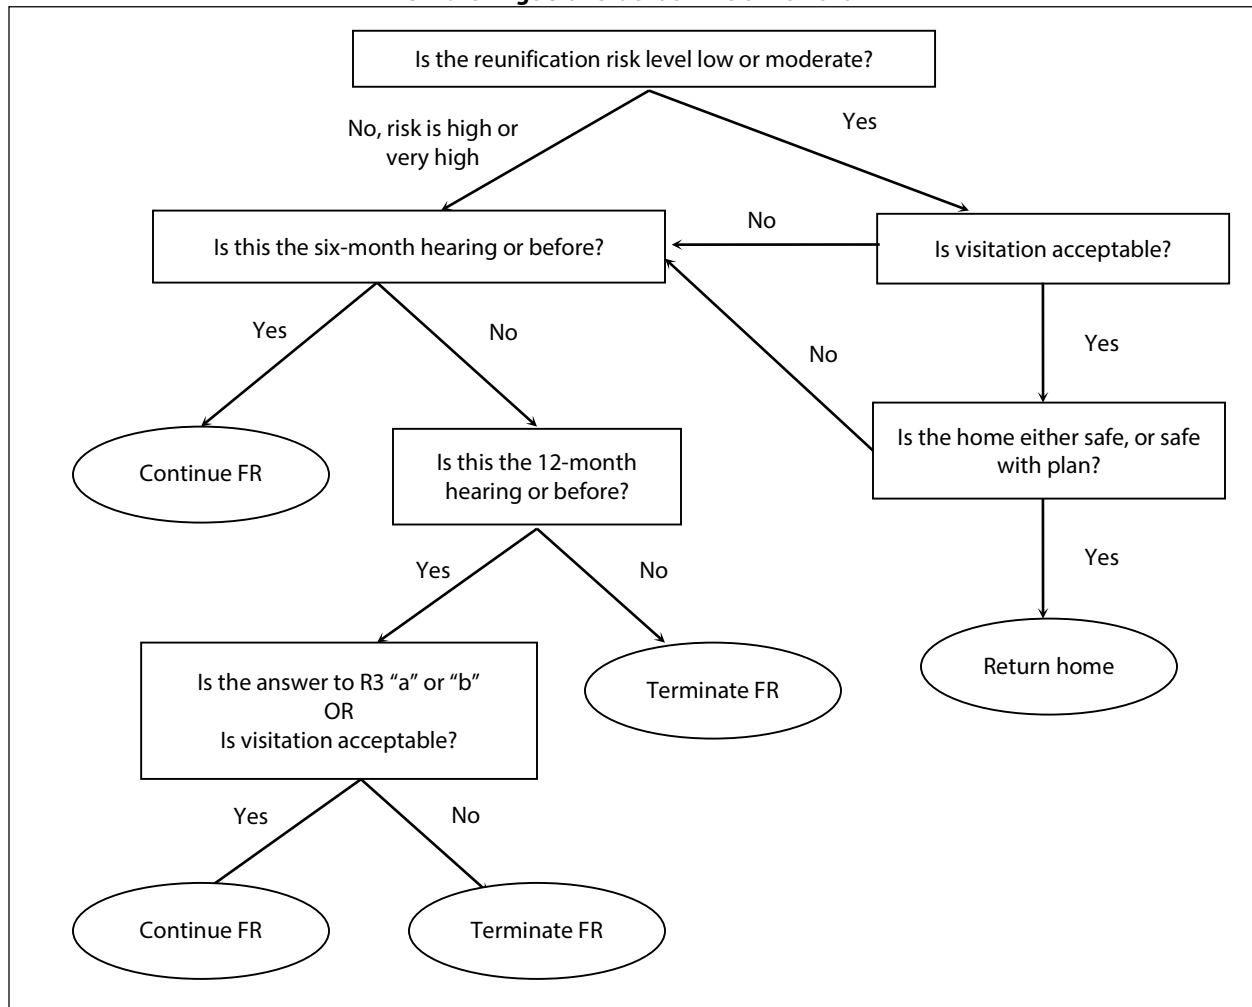 Is the reunification risk level low or moderate?
No, risk is high or
very high
Yes
Is this the six-month hearing or before?
No
Is visitation acceptable?
Yes
No
No
Yes
Continue FR
Is this the 12-month
hearing or before?
Is the home either safe, or safe
with plan?
Yes
No
Yes
Is the answer to R3 “a” or “b”
OR
Is visitation acceptable?
Terminate FR
Return home
Yes
No
Continue FR
Terminate FR